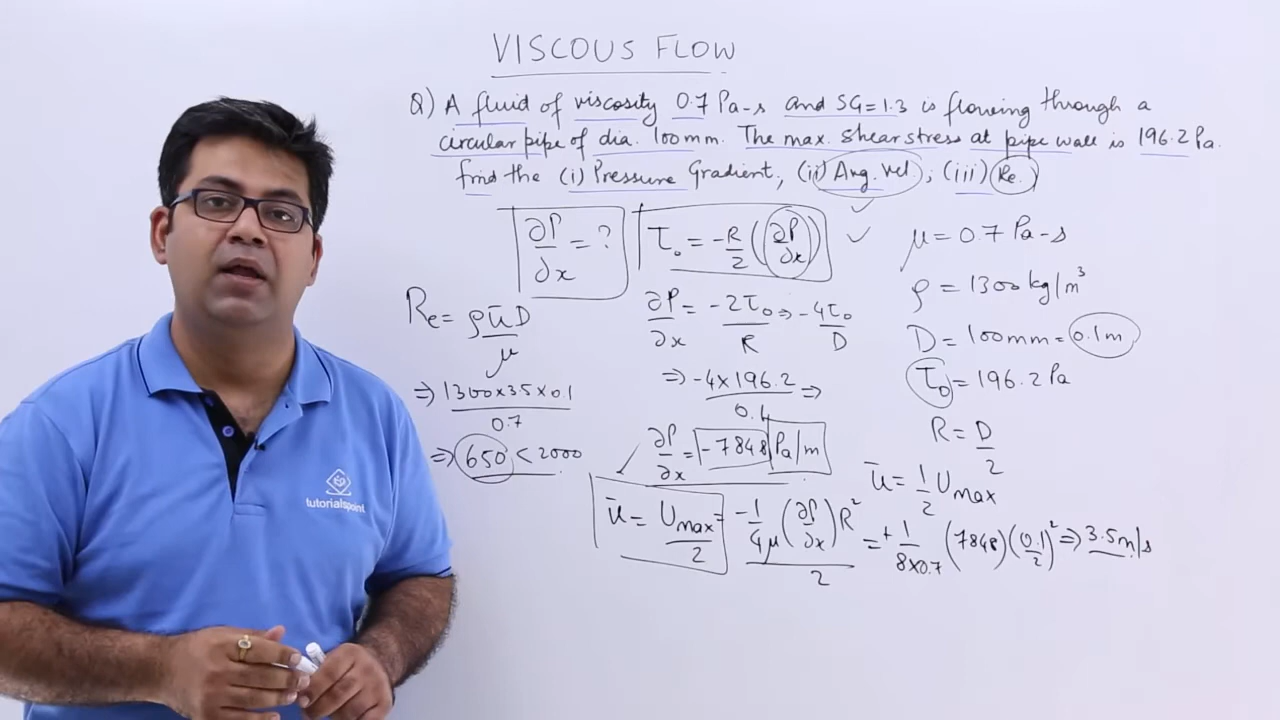 VISCOUS FLOW
Q) A fluid of viscosity 0.7 Pa-s and SG=1.3 is flowing through a
circular pipe of dia. 100mm. The max. shear stress at pipe wall is 196.2 Pa.
find the (i) Pressure Gradient, (ii) Avg. Vel., (iii) Re.
∂P/∂x = ?
τ₀ = -R/2 (∂P/∂x)
∂P/∂x = -2τ₀/R ⇒ -4τ₀/D
⇒ -4×196.2/0.1 ⇒
∂P/∂x = -7848 Pa/m
μ = 0.7 Pa-s
ρ = 1300 kg/m³
D = 100mm = 0.1m
τ₀ = 196.2 Pa
R = D/2
ū = 1/2 Umax
ū = Umax/2 = -1/4μ (∂P/∂x) R² / 2 = + 1/8×0.7 (7848) (0.1/2)² ⇒ 3.5m/s
Re = ρūD/μ
⇒ 1300×3.5×0.1/0.7
⇒ 650 < 2000
tutorialspoint